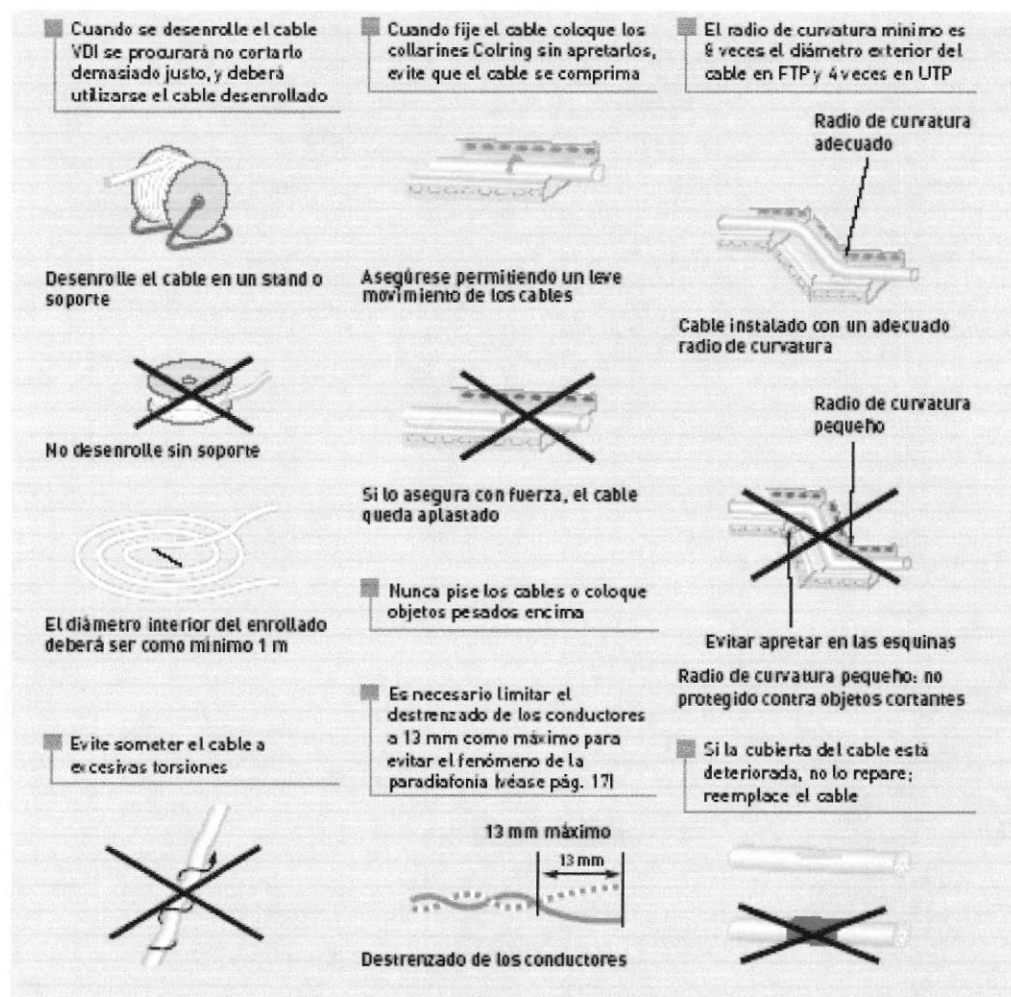 Cuando se desenrolle el cable
VDI se procurará no cortarlo
demasiado justo, y deberá
utilizarse el cable desenrollado
Desenrolle el cable en un stand o
soporte
No desenrolle sin soporte
El diámetro interior del enrollado
deberá ser como mínimo 1 m
Evite someter el cable a
excesivas torsiones
Cuando fije el cable coloque los
collarines Colring sin apretarlos,
evite que el cable se comprima
Asegúrese permitiendo un leve
movimiento de los cables
Si lo asegura con fuerza, el cable
queda aplastado
Nunca pise los cables o coloque
objetos pesados encima
Es necesario limitar el
destrenzado de los conductores
a 13 mm como máximo para
evitar el fenómeno de la
paradiafonía (véase pág. 17)
13 mm máximo
13 mm
Destrenzado de los conductores
El radio de curvatura mínimo es
veces el diámetro exterior del
cable en FTP y 4 veces en UTP
Radio de curvatura
adecuado
Cable instalado con un adecuado
radio de curvatura
Radio de curvatura
pequeño
Evitar apretar en las esquinas
Radio de curvatura pequeño: no
protegido contra objetos cortantes
Si la cubierta del cable está
deteriorada, no lo repare;
reemplace el cable